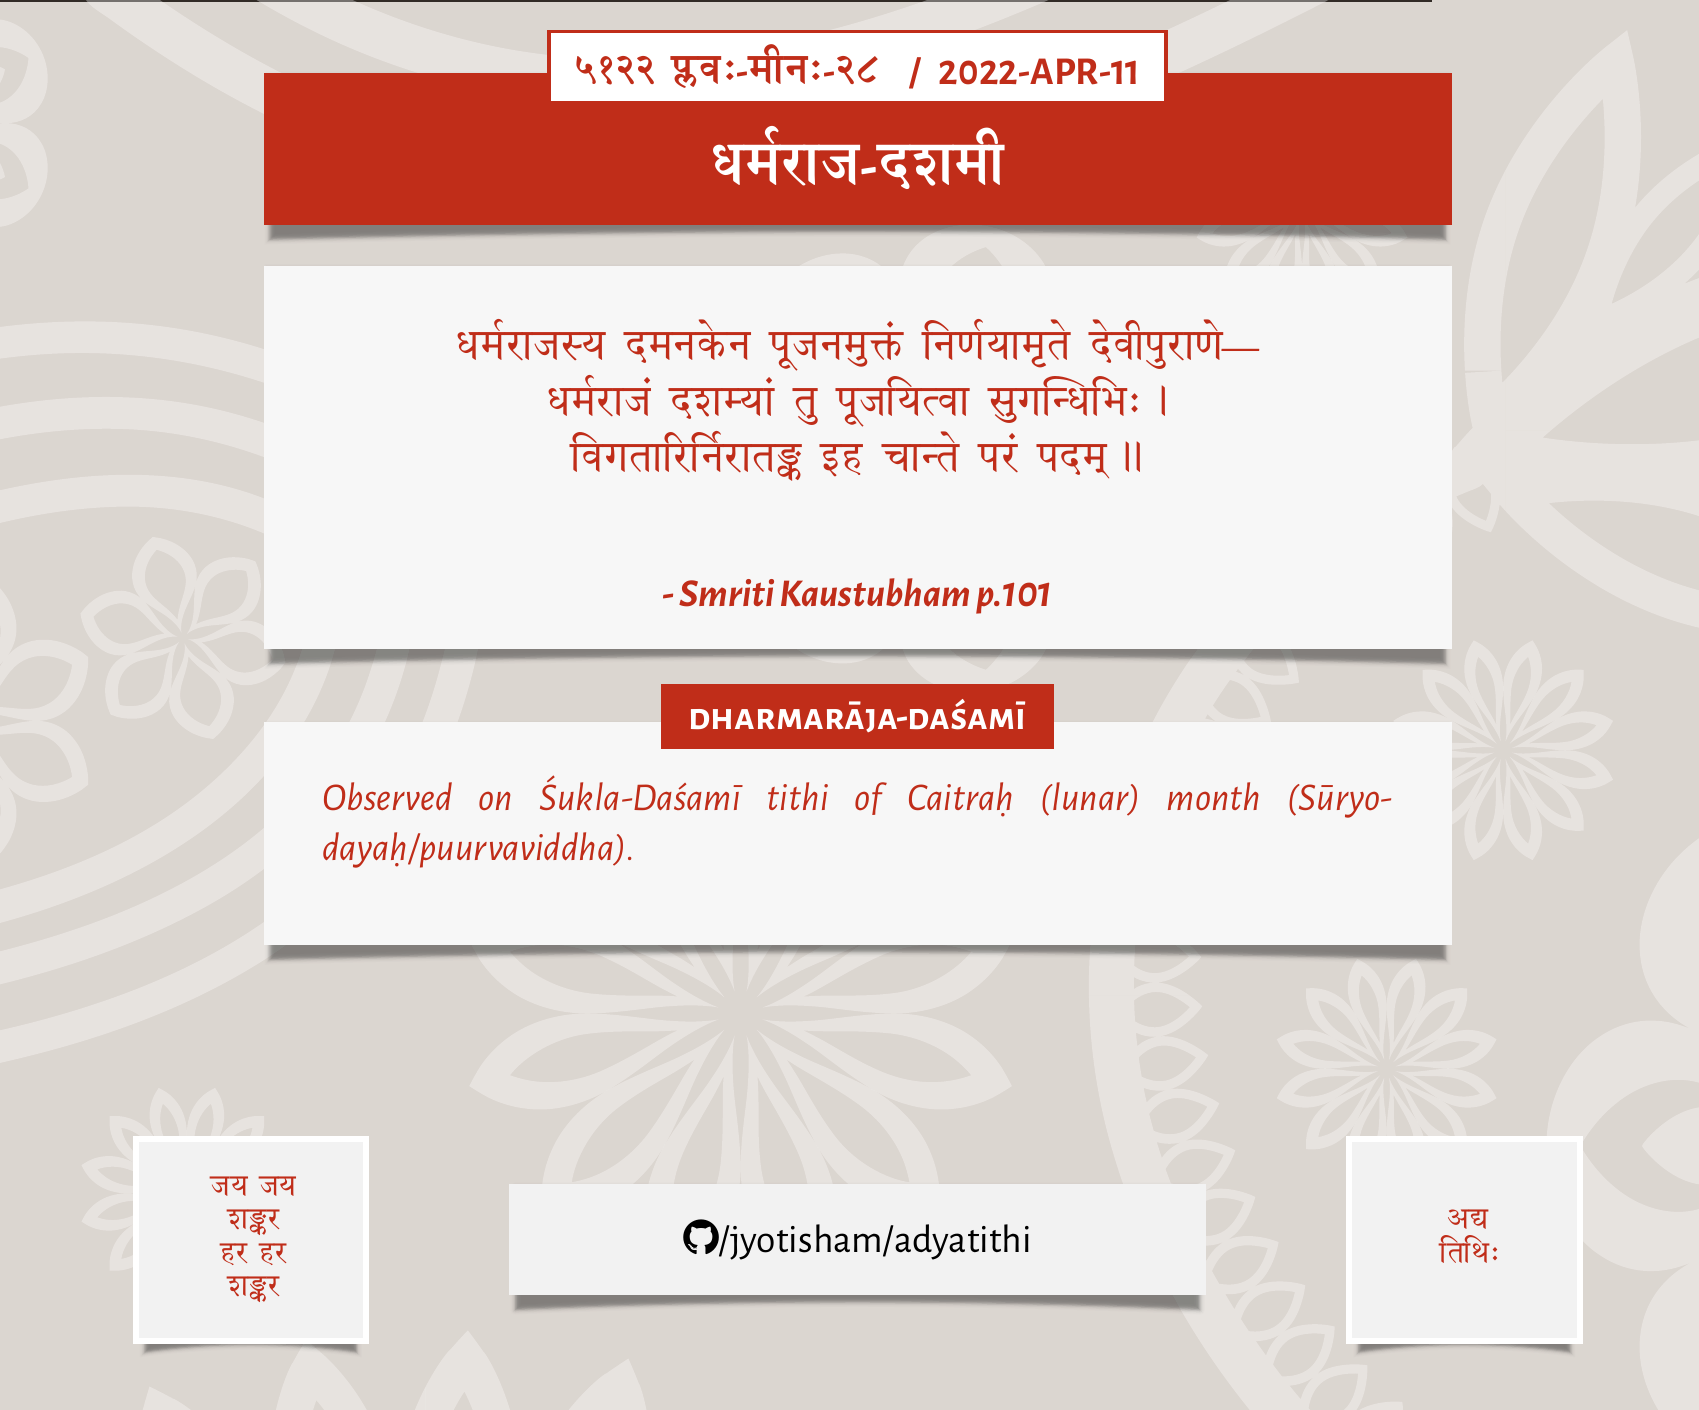 ५१२२ प्लवः-मीनः-२८ / 2022-APR-11
धर्मराज-दशमी
धर्मराजस्य दमनकेन पूजनमुक्तं निर्णयामृते देवीपुराणे—
धर्मराजं दशम्यां तु पूजयित्वा सुगन्धिभिः ।
विगतारिर्निरातङ्क इह चान्ते परं पदम् ॥
- Smriti Kaustubham p.101
DHARMARĀJA-DAŚAMĪ
Observed on Śukla-Daśamī tithi of Caitraḥ (lunar) month (Sūryo-
dayaḥ/puurvaviddha).
जय जय
शङ्कर
हर हर
शङ्कर
/jyotisham/adyatithi
अद्य
तिथिः